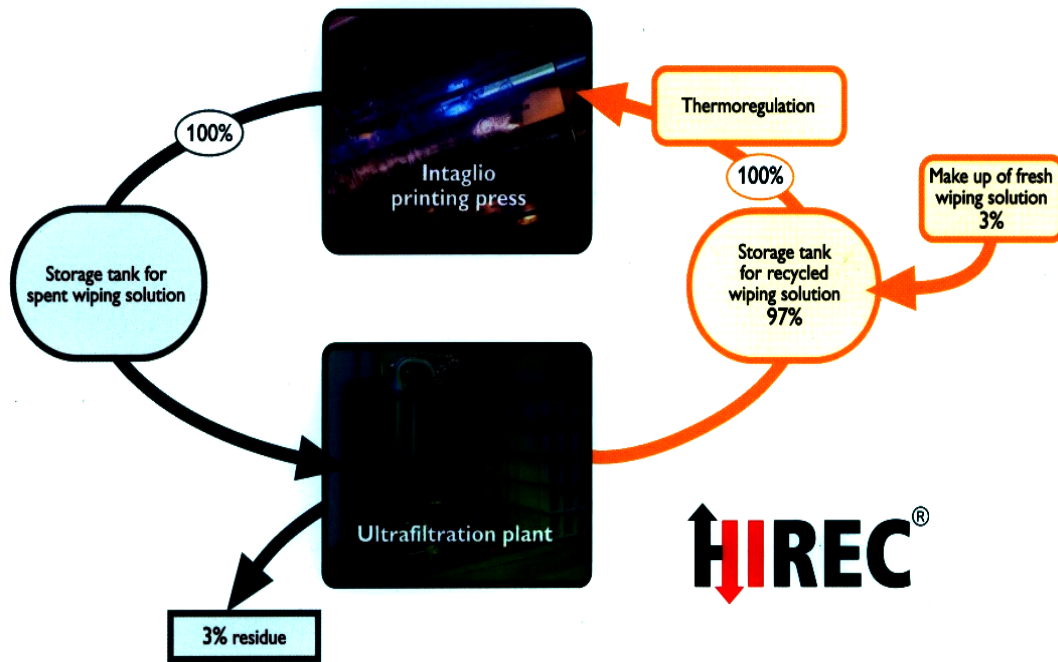 Thermoregulation
100%
100%
Intaglio
printing press
Make up of fresh
wiping solution
3%
Storage tank for
spent wiping solution
Storage tank
for recycled
wiping solution
97%
Ultrafiltration plant
HIREC®
3% residue